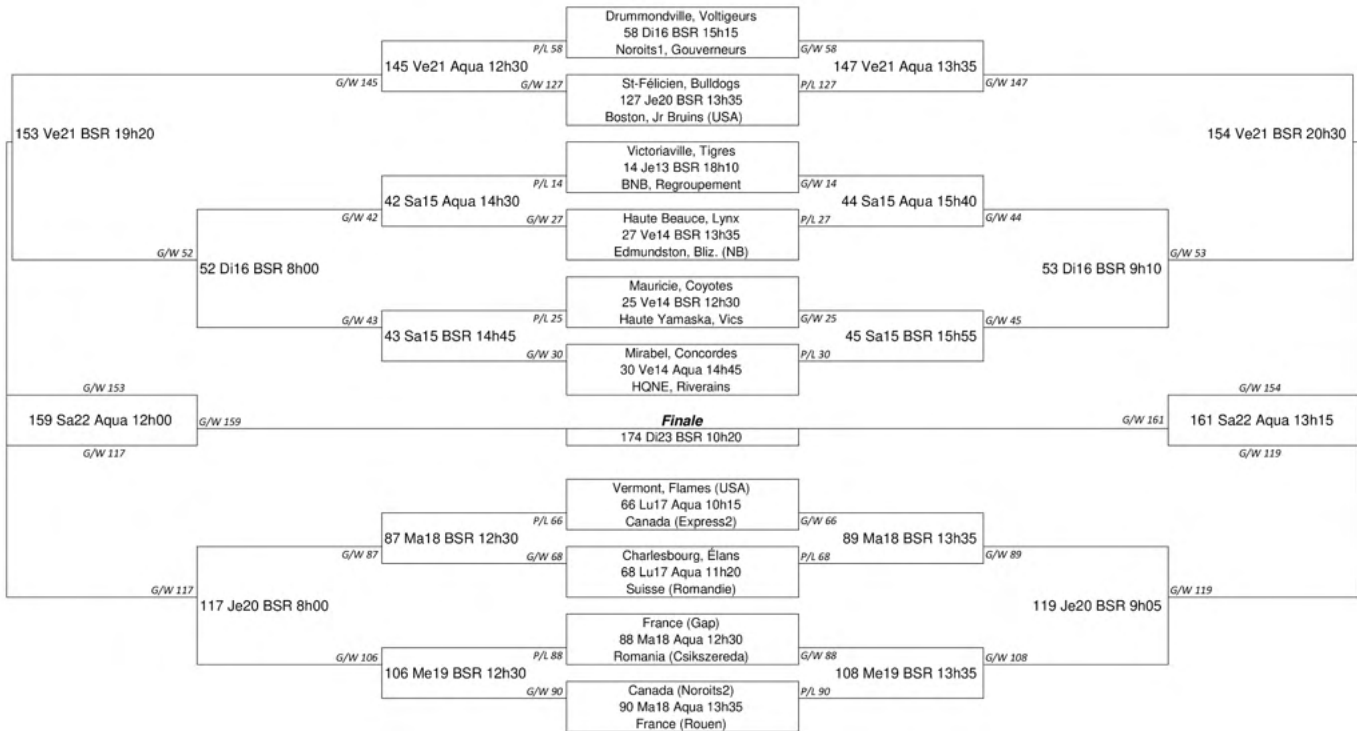 Drummondville, Voltigeurs
58 Di16 BSR 15h15
Noroits1, Gouverneurs
P/L 58
G/W 58
145 Ve21 Aqua 12h30
147 Ve21 Aqua 13h35
G/W 145
G/W 127
St-Félicien, Bulldogs
127 Je20 BSR 13h35
Boston, Jr Bruins (USA)
P/L 127
G/W 147
153 Ve21 BSR 19h20
154 Ve21 BSR 20h30
Victoriaville, Tigres
14 Je13 BSR 18h10
BNB, Regroupement
P/L 14
G/W 14
42 Sa15 Aqua 14h30
44 Sa15 Aqua 15h40
G/W 42
G/W 27
Haute Beauce, Lynx
27 Ve14 BSR 13h35
Edmundston, Bliz. (NB)
P/L 27
G/W 44
G/W 52
52 Di16 BSR 8h00
53 Di16 BSR 9h10
G/W 53
Mauricie, Coyotes
25 Ve14 BSR 12h30
Haute Yamaska, Vics
P/L 25
G/W 25
G/W 43
43 Sa15 BSR 14h45
45 Sa15 BSR 15h55
G/W 45
G/W 30
Mirabel, Concordes
30 Ve14 Aqua 14h45
HQNE, Riverains
P/L 30
G/W 153
G/W 154
159 Sa22 Aqua 12h00
G/W 159
Finale
174 Di23 BSR 10h20
G/W 161
161 Sa22 Aqua 13h15
G/W 117
G/W 119
Vermont, Flames (USA)
66 Lu17 Aqua 10h15
Canada (Express2)
P/L 66
G/W 66
87 Ma18 BSR 12h30
89 Ma18 BSR 13h35
G/W 87
G/W 68
Charlesbourg, Élans
68 Lu17 Aqua 11h20
Suisse (Romandie)
P/L 68
G/W 89
G/W 117
117 Je20 BSR 8h00
119 Je20 BSR 9h05
G/W 119
France (Gap)
88 Ma18 Aqua 12h30
Romania (Csikszereda)
P/L 88
G/W 88
G/W 106
106 Me19 BSR 12h30
108 Me19 BSR 13h35
G/W 108
G/W 90
Canada (Noroits2)
90 Ma18 Aqua 13h35
France (Rouen)
P/L 90